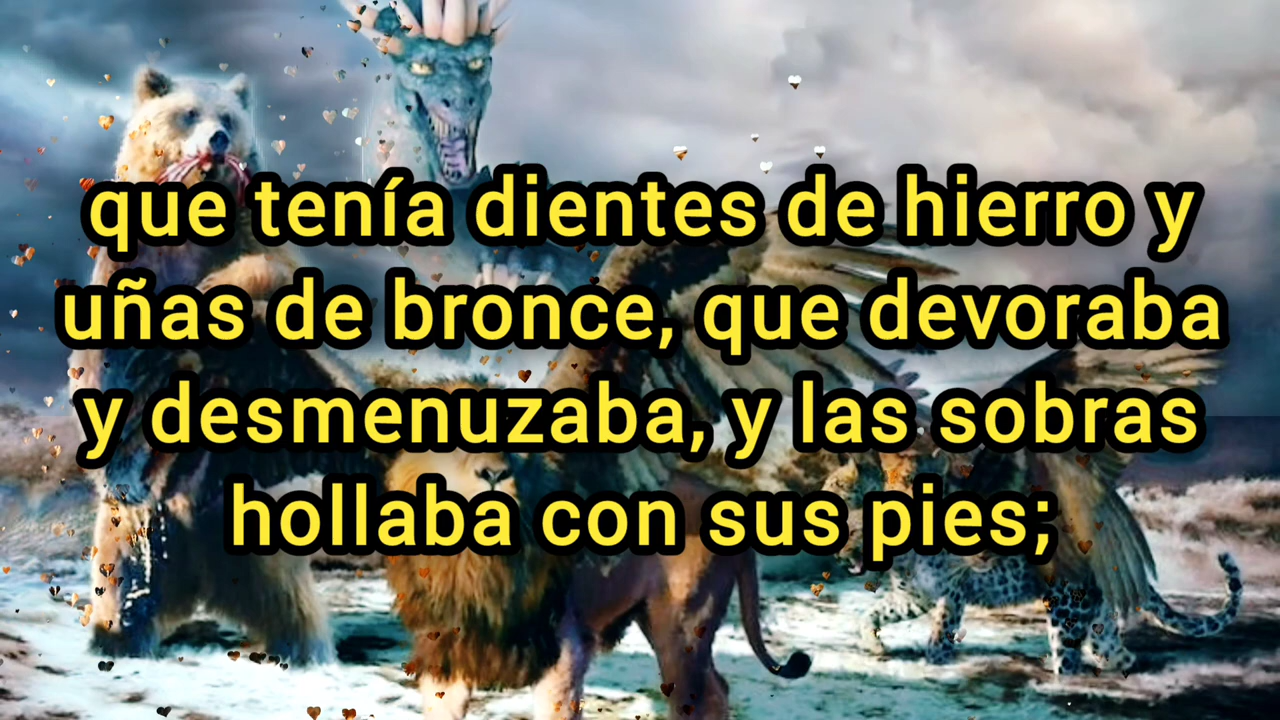 que tenía dientes de hierro y
uñas de bronce, que devoraba
y desmenuzaba, y las sobras
hollaba con sus pies;